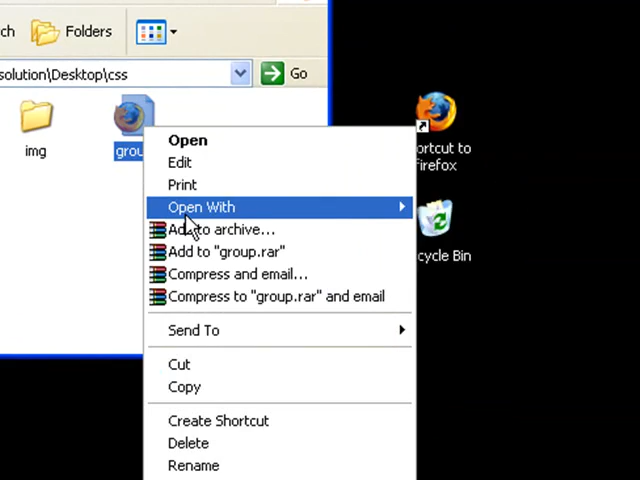 ch Folders
solution\Desktop\css Go
img
grou
ortcut to
irefox
ecycle Bin
Open
Edit
Print
Open With
Add to archive...
Add to "group.rar"
Compress and email...
Compress to "group.rar" and email
Send To
Cut
Copy
Create Shortcut
Delete
Rename